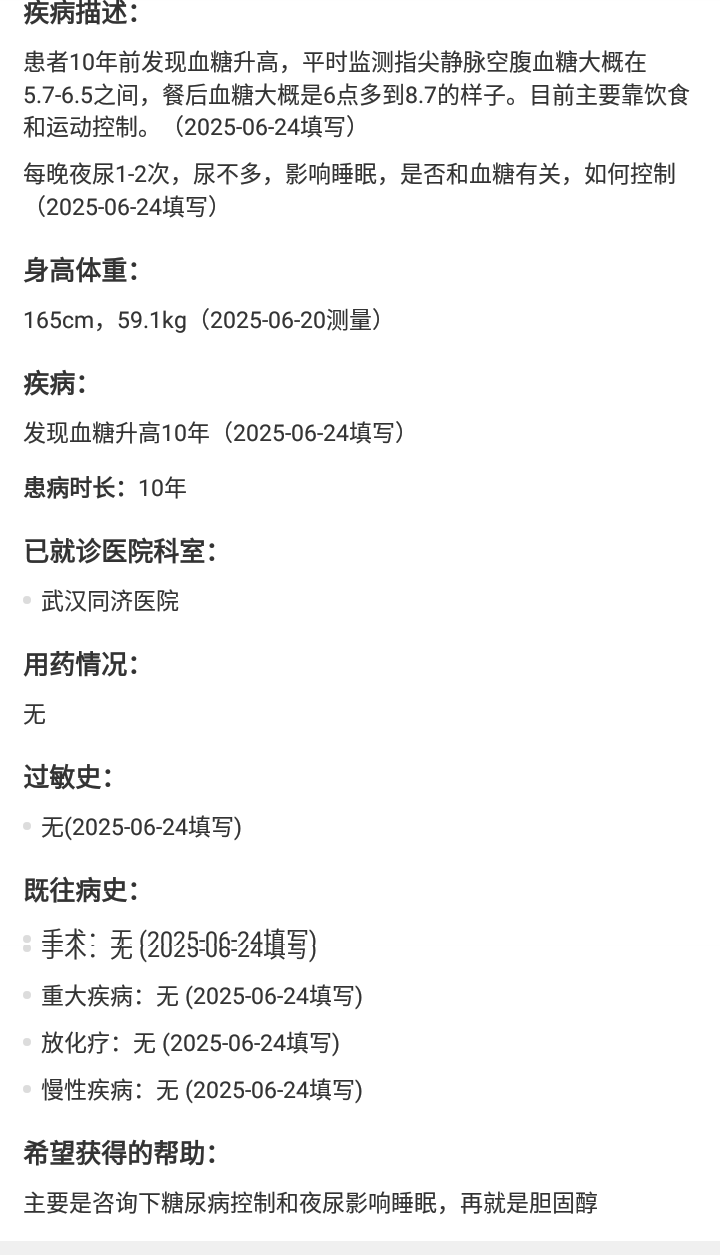 疾病描述：
患者10年前发现血糖升高，平时监测指尖静脉空腹血糖大概在
5.7-6.5之间，餐后血糖大概是6点多到8.7的样子。目前主要靠饮食
和运动控制。（2025-06-24填写）
每晚夜尿1-2次，尿不多，影响睡眠，是否和血糖有关，如何控制
（2025-06-24填写）
身高体重：
165cm，59.1kg（2025-06-20测量）
疾病：
发现血糖升高10年（2025-06-24填写）
患病时长：10年
已就诊医院科室：
武汉同济医院
用药情况：
无
过敏史：
无(2025-06-24填写)
既往病史：
手术：无 (2025-06-24填写)
重大疾病：无 (2025-06-24填写)
放化疗：无 (2025-06-24填写)
慢性疾病：无 (2025-06-24填写)
希望获得的帮助：
主要是咨询下糖尿病控制和夜尿影响睡眠，再就是胆固醇